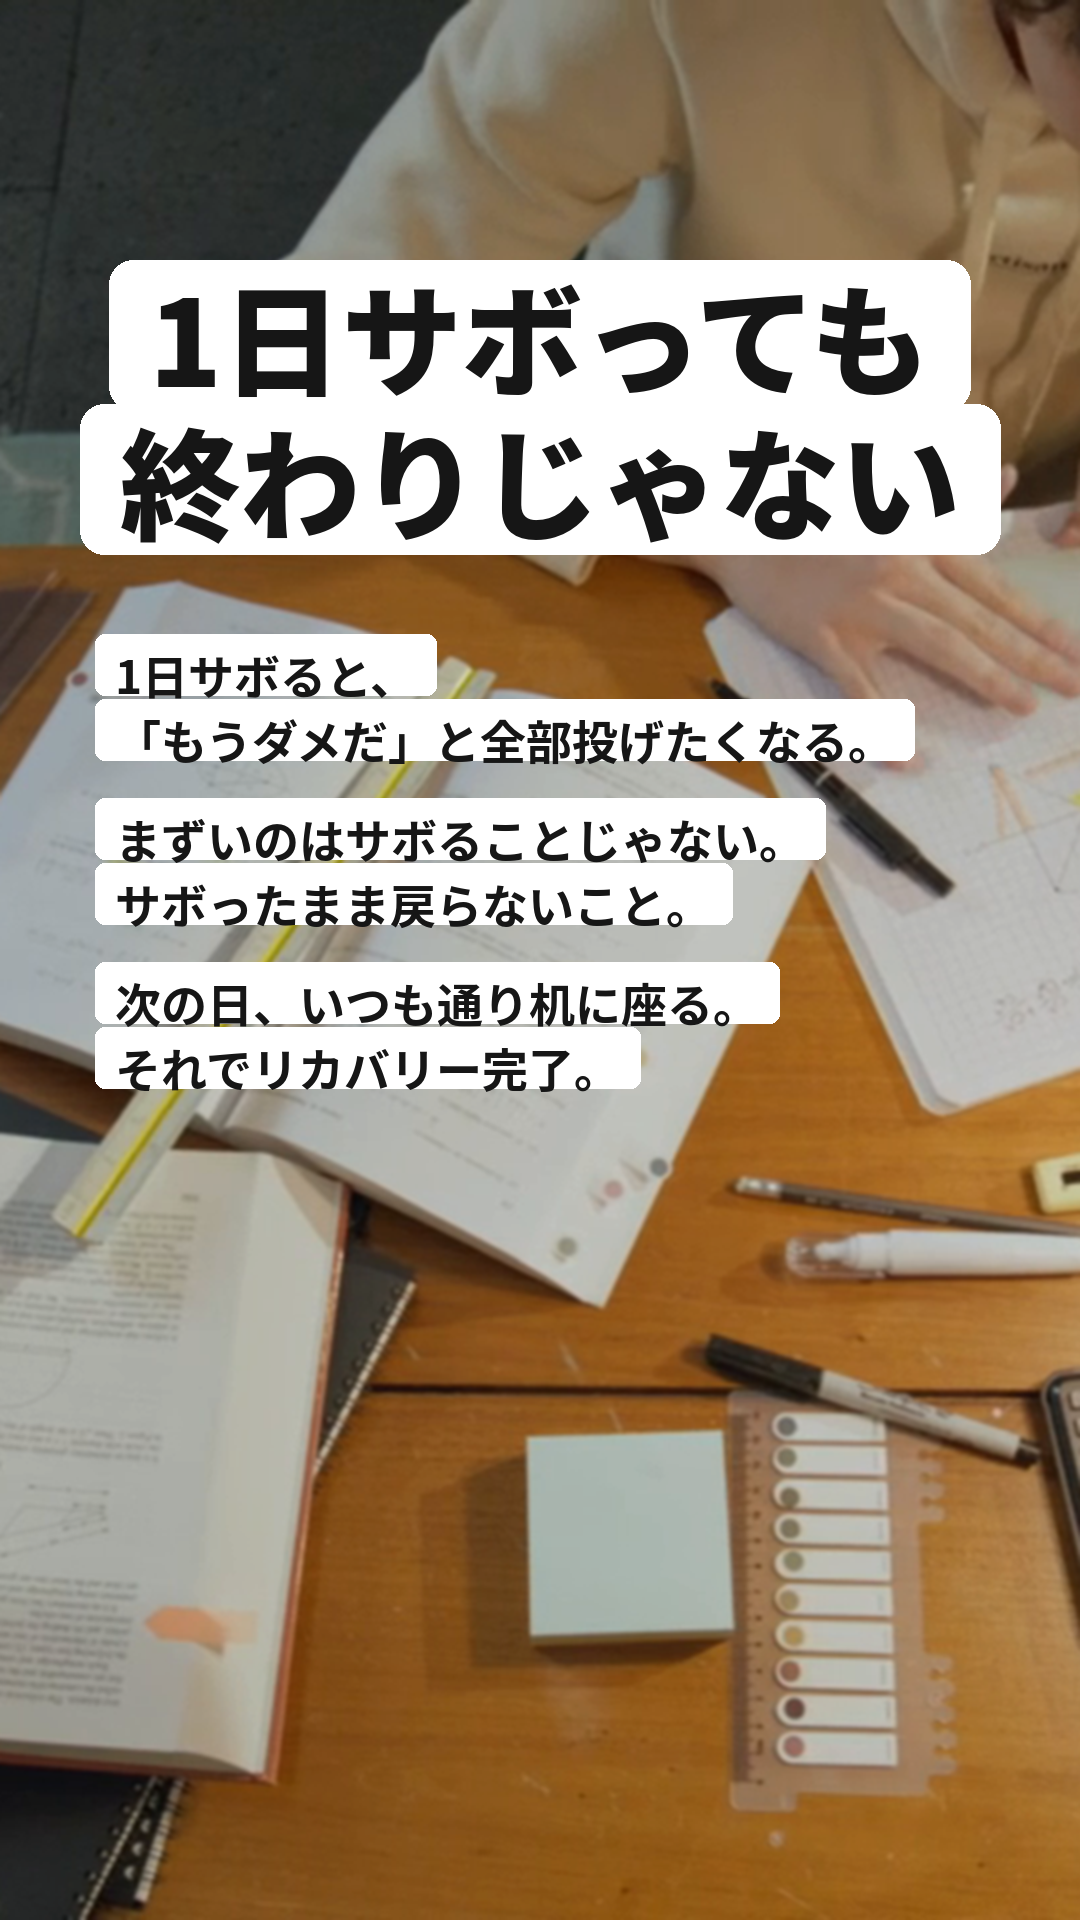 1日サボっても
終わりじゃない
1日サボると、
「もうダメだ」と全部投げたくなる。
まずいのはサボることじゃない。
サボったまま戻らないこと。
次の日、いつも通り机に座る。
それでリカバリー完了。